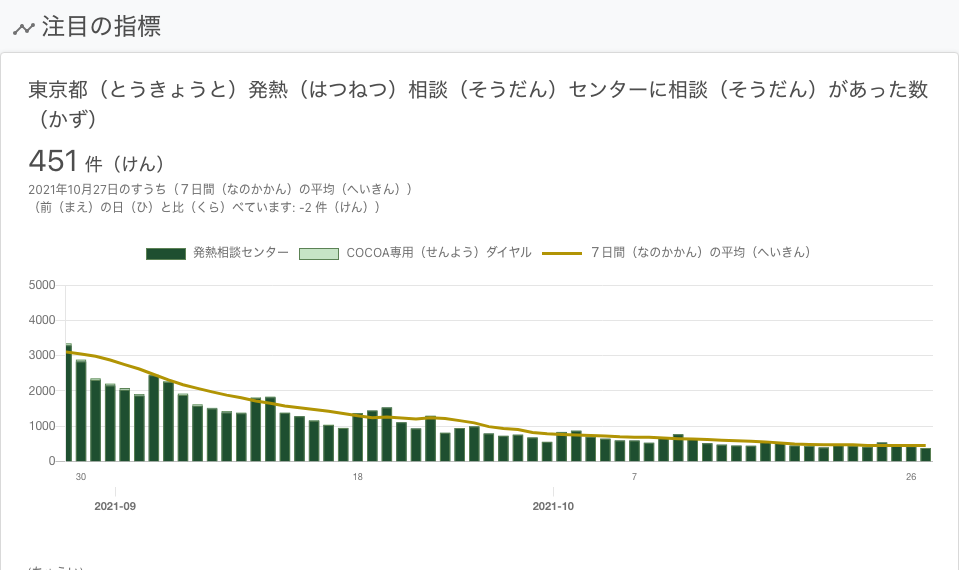 注目の指標
東京都（とうきょうと）発熱（はつねつ）相談（そうだん）センターに相談（そうだん）があった数
（かず）
451 件（けん）
2021年10月27日のすうち（７日間（なのかかん）の平均（へいきん））
（前（まえ）の日（ひ）と比（くら）べています: -2 件（けん））
発熱相談センター COCOA専用（せんよう）ダイヤル ７日間（なのかかん）の平均（へいきん）
5000
4000
3000
2000
1000
0
30 18 7 26
2021-09 2021-10